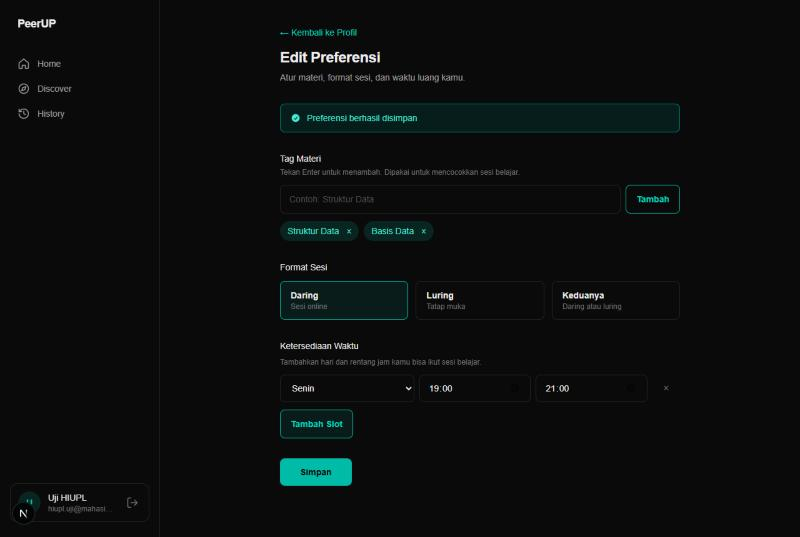 PeerUP
Home
Discover
History
← Kembali ke Profil
Edit Preferensi
Atur materi, format sesi, dan waktu luang kamu.
Preferensi berhasil disimpan
Tag Materi
Tekan Enter untuk menambah. Dipakai untuk mencocokkan sesi belajar.
Contoh: Struktur Data
Tambah
Struktur Data ×
Basis Data ×
Format Sesi
Daring
Sesi online
Luring
Tatap muka
Keduanya
Daring atau luring
Ketersediaan Waktu
Tambahkan hari dan rentang jam kamu bisa ikut sesi belajar.
Senin 19:00 21:00 ×
Tambah Slot
Simpan
Uji HIUPL
hiupl.uji@mahasi...
N